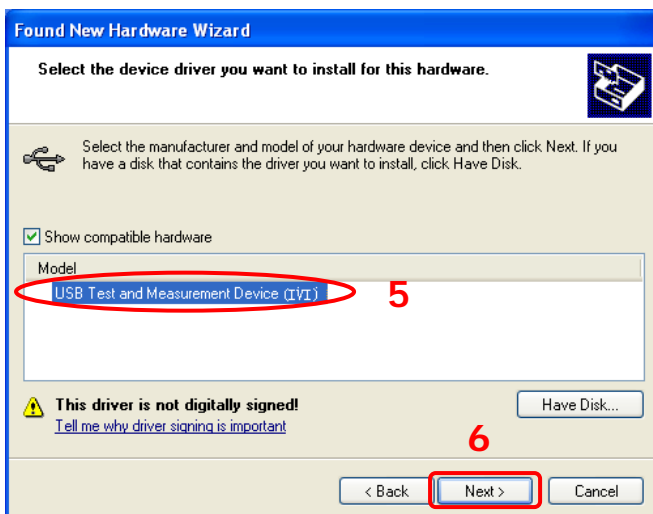 Found New Hardware Wizard
Select the device driver you want to install for this hardware.
Select the manufacturer and model of your hardware device and then click Next. If you
have a disk that contains the driver you want to install, click Have Disk.
Show compatible hardware
Model
USB Test and Measurement Device (IVI)
5
This driver is not digitally signed!
Have Disk...
Tell me why driver signing is important
6
< Back
Next >
Cancel